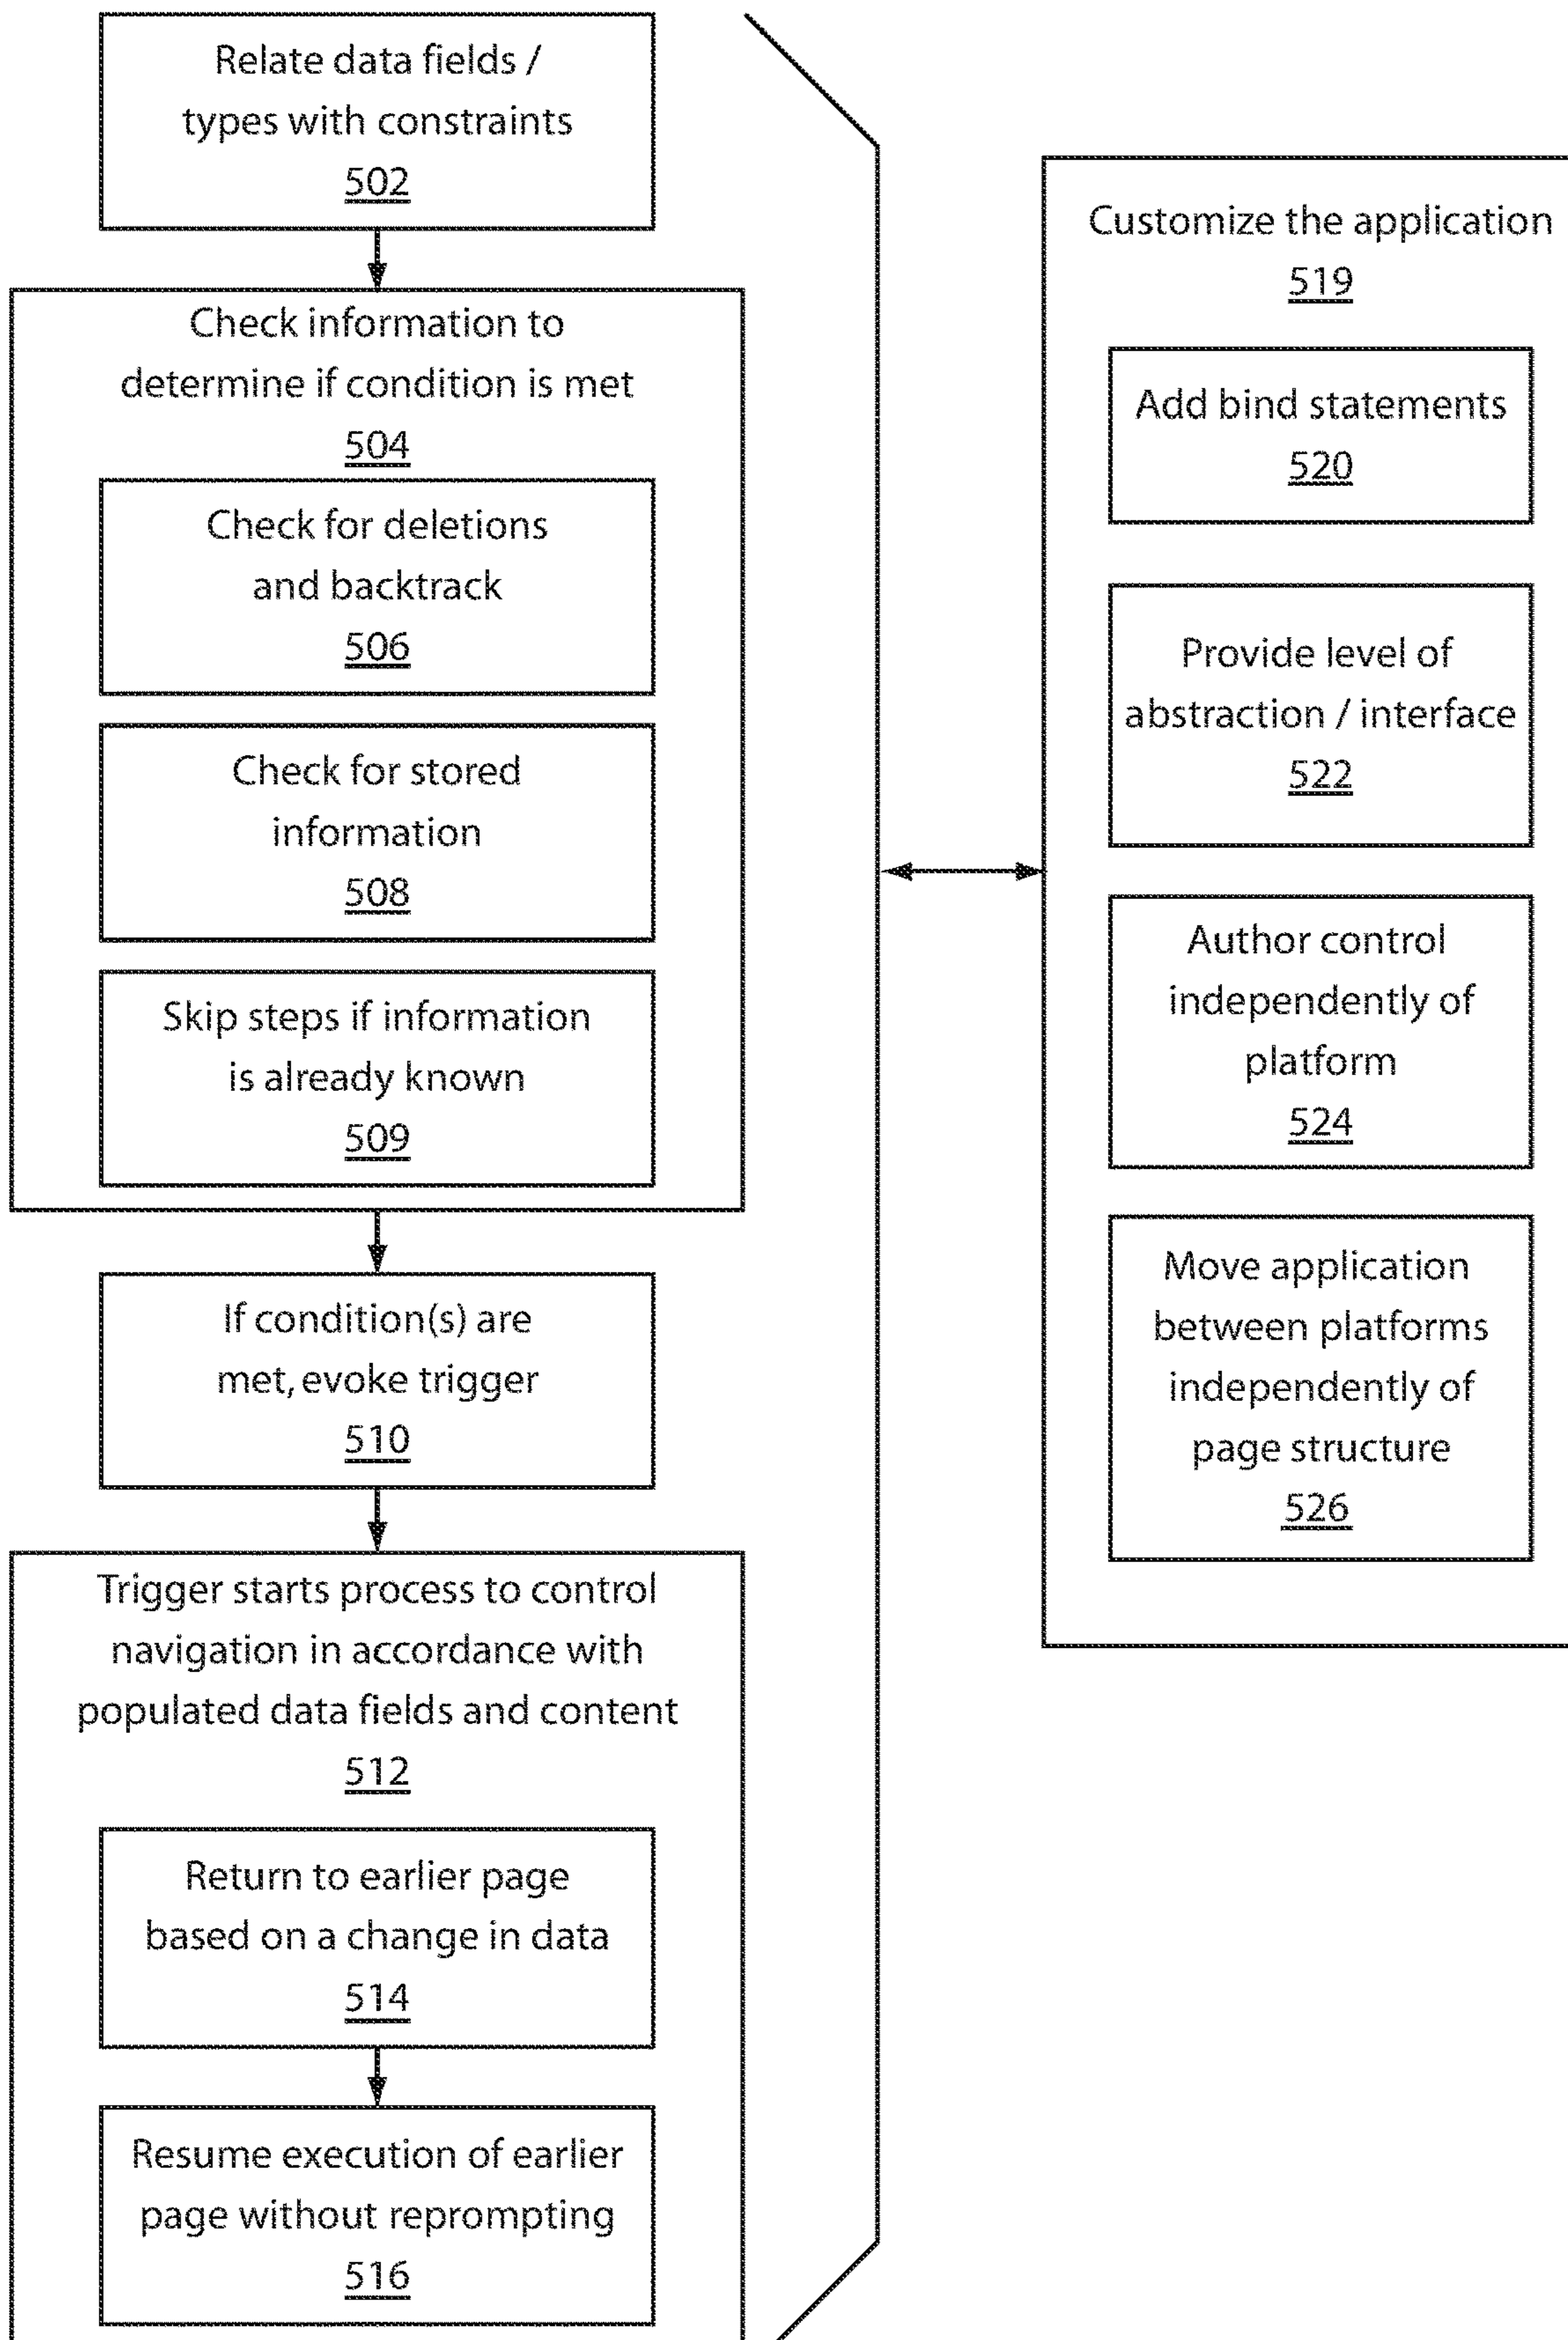 Relate data fields /
types with constraints
502
Check information to
determine if condition is met
504
Check for deletions
and backtrack
506
Check for stored
information
508
Skip steps if information
is already known
509
If condition(s) are
met, evoke trigger
510
Trigger starts process to control
navigation in accordance with
populated data fields and content
512
Return to earlier page
based on a change in data
514
Resume execution of earlier
page without reprompting
516
Customize the application
519
Add bind statements
520
Provide level of
abstraction / interface
522
Author control
independently of
platform
524
Move application
between platforms
independently of
page structure
526